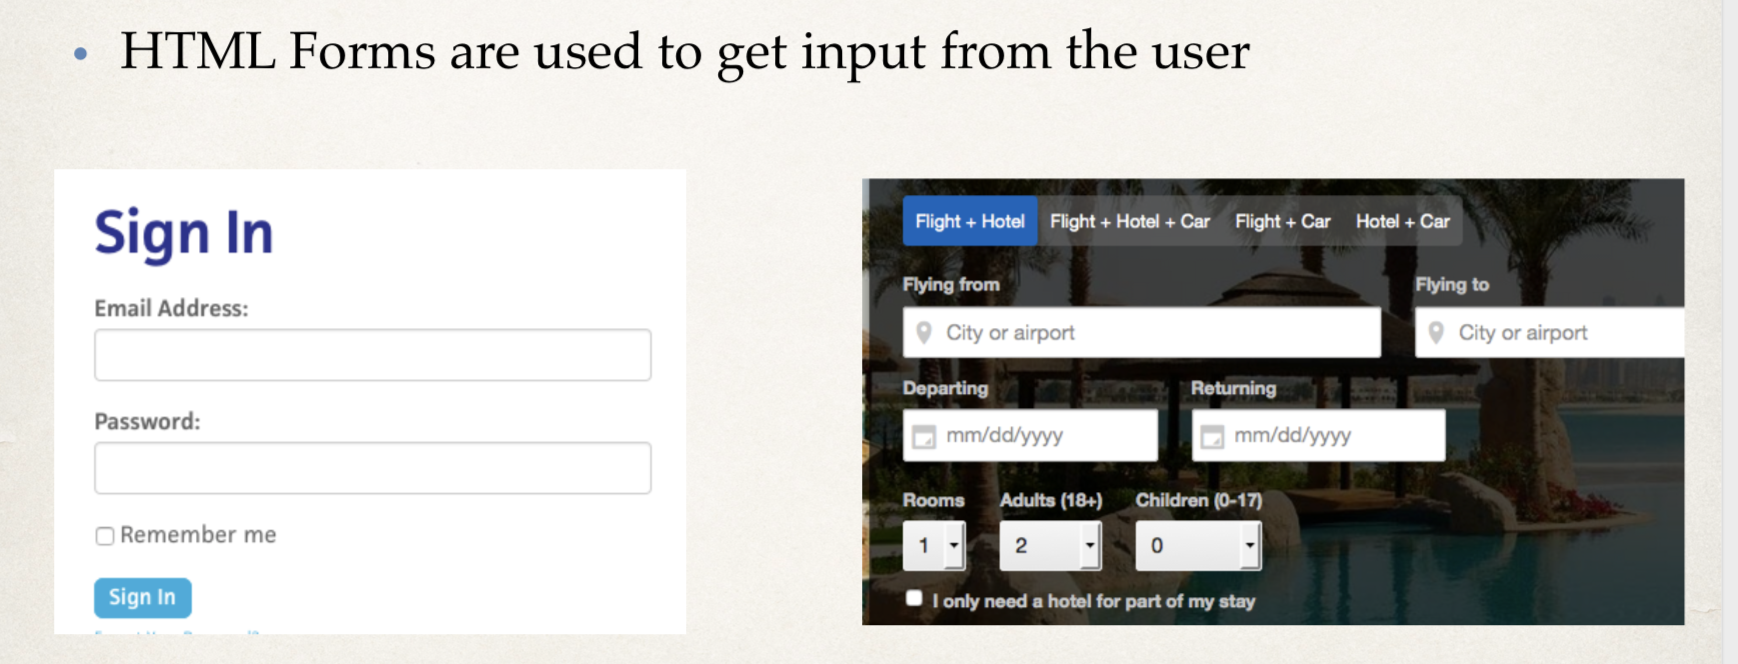 • HTML Forms are used to get input from the user
Sign In
Email Address:
Password:
Remember me
Sign In
Flight + Hotel Flight + Hotel + Car Flight + Car Hotel + Car
Flying from Flying to
City or airport City or airport
Departing Returning
mm/dd/yyyy mm/dd/yyyy
Rooms Adults (18+) Children (0-17)
1 2 0
I only need a hotel for part of my stay